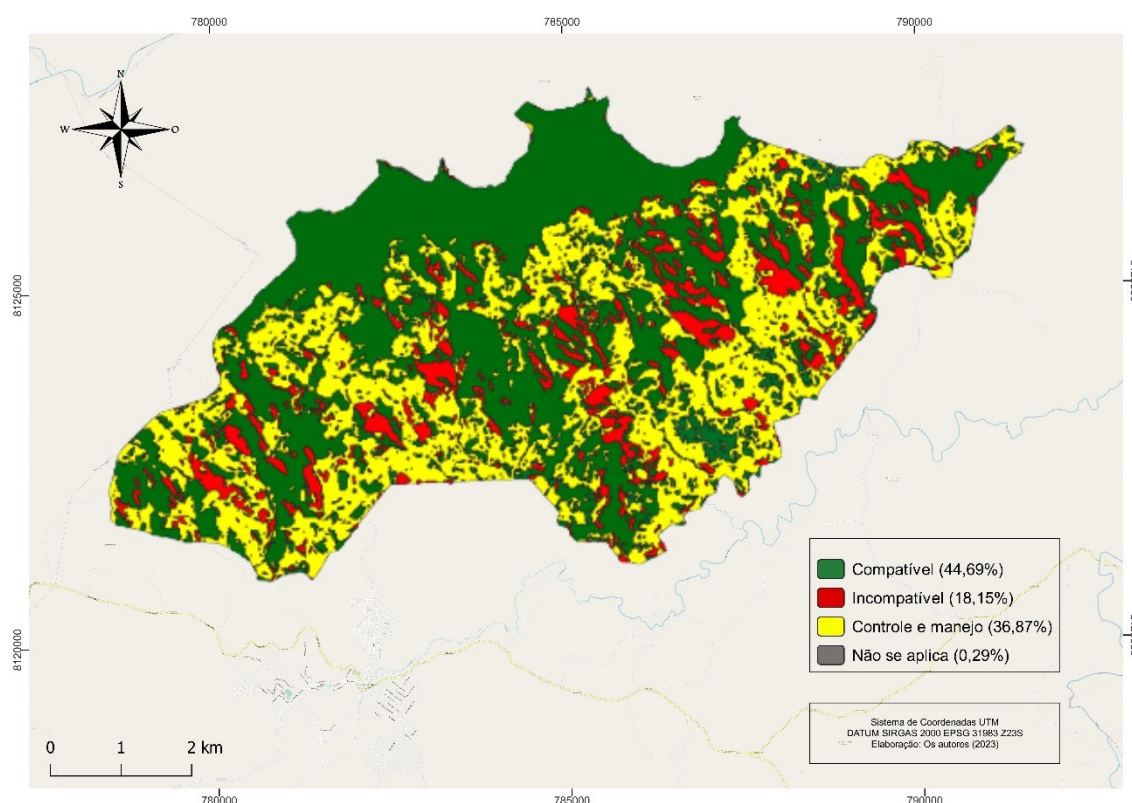 780000
785000
790000
N
W
O
S
8125000
8120000
Compatível (44,69%)
Incompatível (18,15%)
Controle e manejo (36,87%)
Não se aplica (0,29%)
Sistema de Coordenadas UTM
DATUM SIRGAS 2000 EPSG 31983 Z23S
Elaboração: Os autores (2023)
0
1
2 km
780000
785000
790000